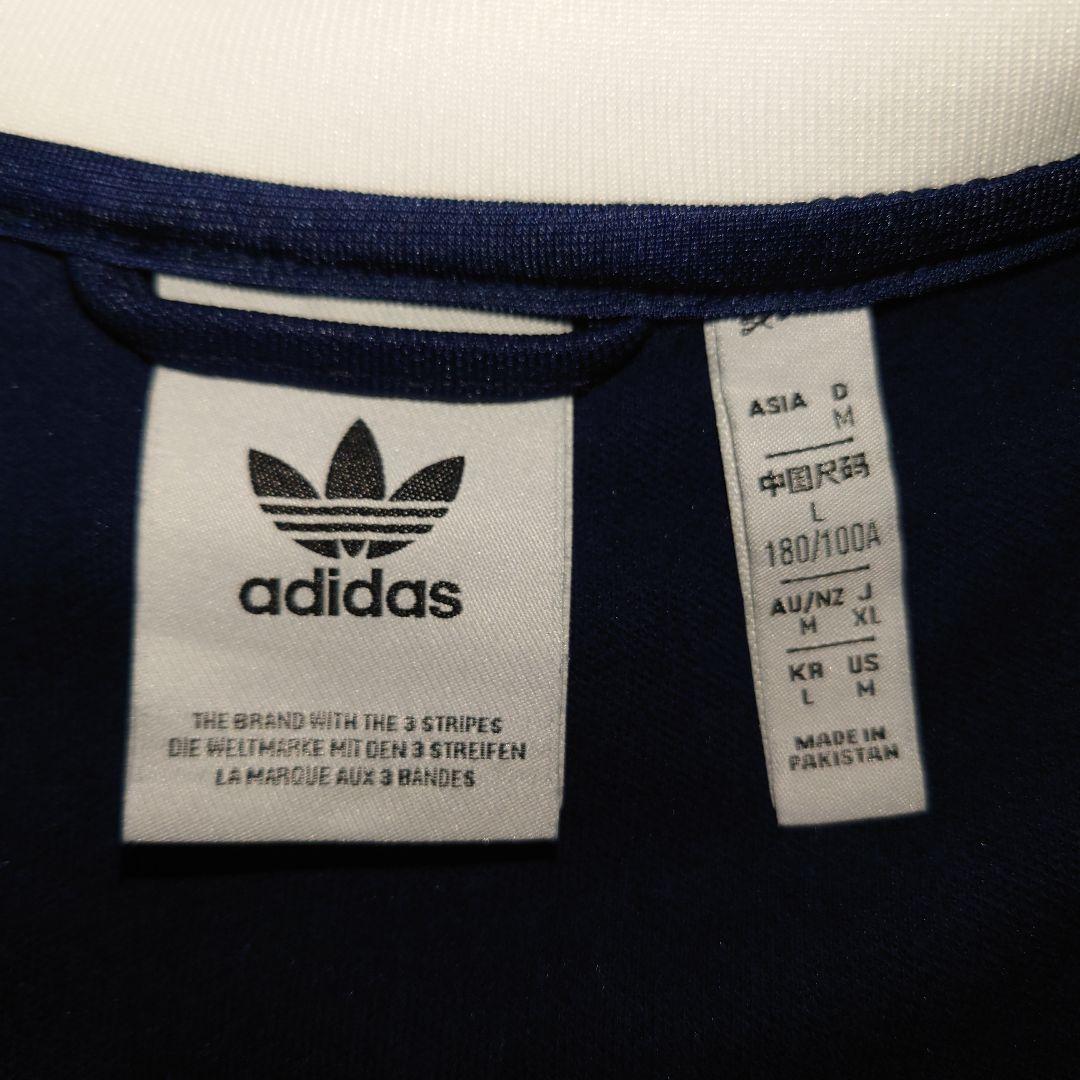 adidas
THE BRAND WITH THE 3 STRIPES
DIE WELTMARKE MIT DEN 3 STREIFEN
LA MARQUE AUX 3 BANDES
ASIA D
M
中国尺码
L
180/100A
AU/NZ J
M XL
KR US
L M
MADE IN
PAKISTAN